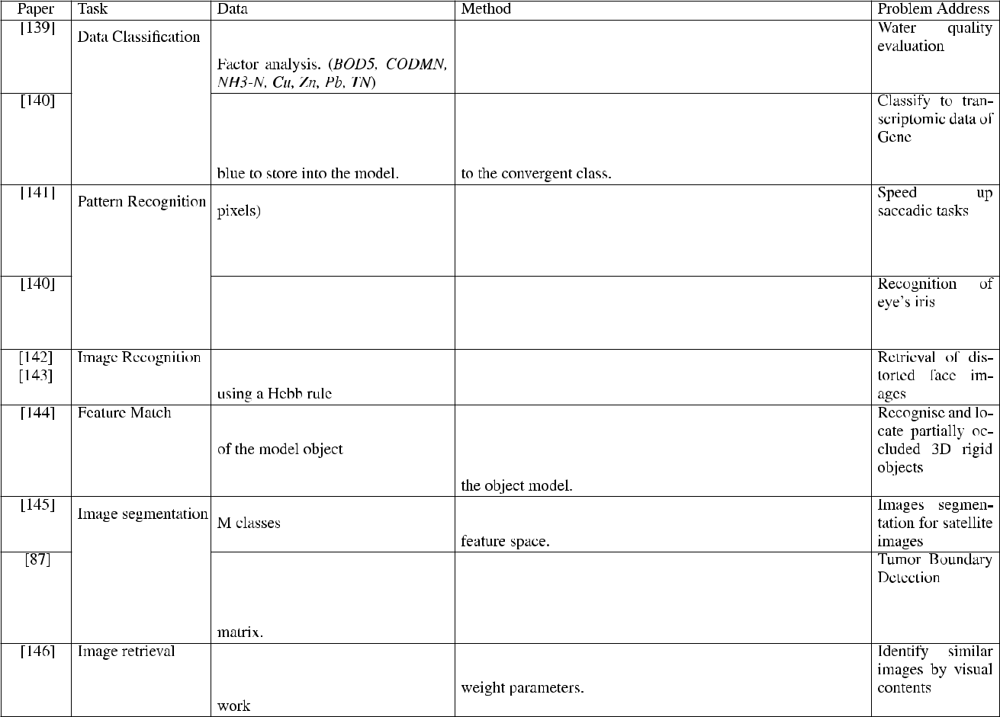 Paper Task Data Method Problem Address
[139] Data Classification Factor analysis. (BOD5, CODMN, NH3-N, Cu, Zn, Pb, TN) Water quality evaluation
[140] blue to store into the model. to the convergent class. Classify to tran-
scriptomic data of
Gene
[141] Pattern Recognition pixels) Speed up
saccadic tasks
[140] Recognition of
eye's iris
[142] Image Recognition Retrieval of dis-
[143] torted face im-
using a Hebb rule ages
[144] Feature Match Recognise and lo-
cate partially oc-
of the model object cluded 3D rigid
objects
the object model.
[145] Image segmentation Images segmen-
M classes tation for satellite
feature space. images
[87] Tumor Boundary
Detection
matrix.
[146] Image retrieval Identify similar
images by visual
weight parameters. contents
work